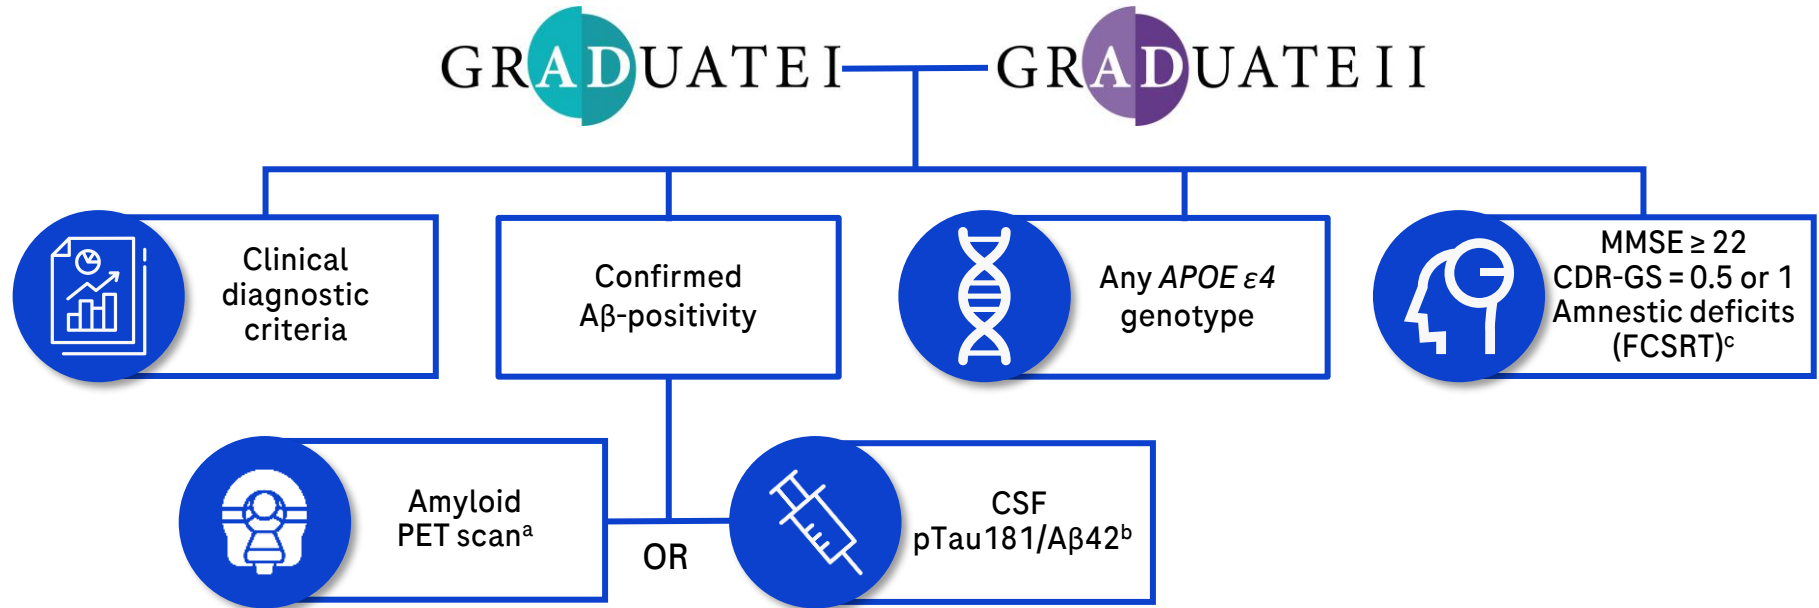 GRADUATE I
GRADUATE II
Clinical
diagnostic
criteria
Confirmed
Aβ-positivity
Any APOE ε4
genotype
MMSE ≥ 22
CDR-GS = 0.5 or 1
Amnestic deficits
(FCSRT)ᶜ
Amyloid
PET scanᵃ
OR
CSF
pTau181/Aβ42ᵇ